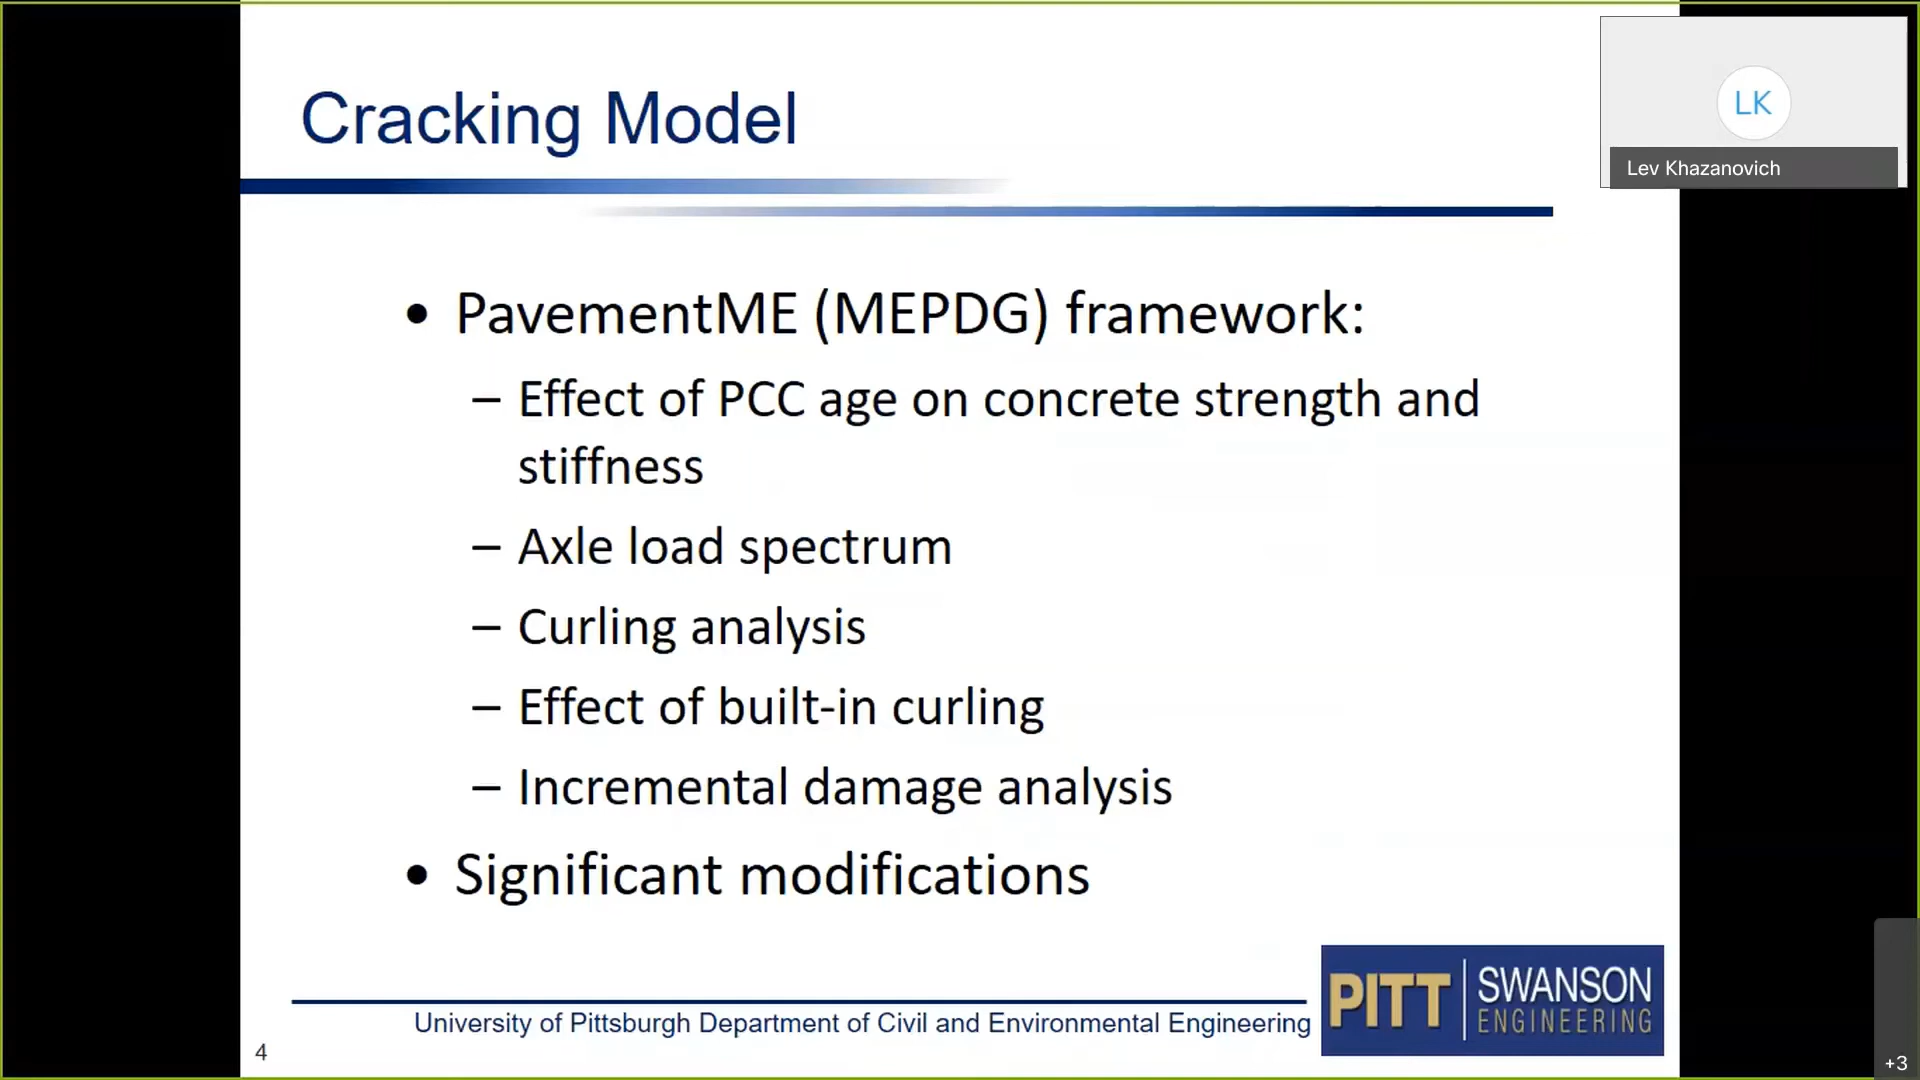 Cracking Model
LK
Lev Khazanovich
• PavementME (MEPDG) framework:
– Effect of PCC age on concrete strength and
stiffness
– Axle load spectrum
– Curling analysis
– Effect of built-in curling
– Incremental damage analysis
• Significant modifications
University of Pittsburgh Department of Civil and Environmental Engineering
PITT
SWANSON
ENGINEERING
4
+3